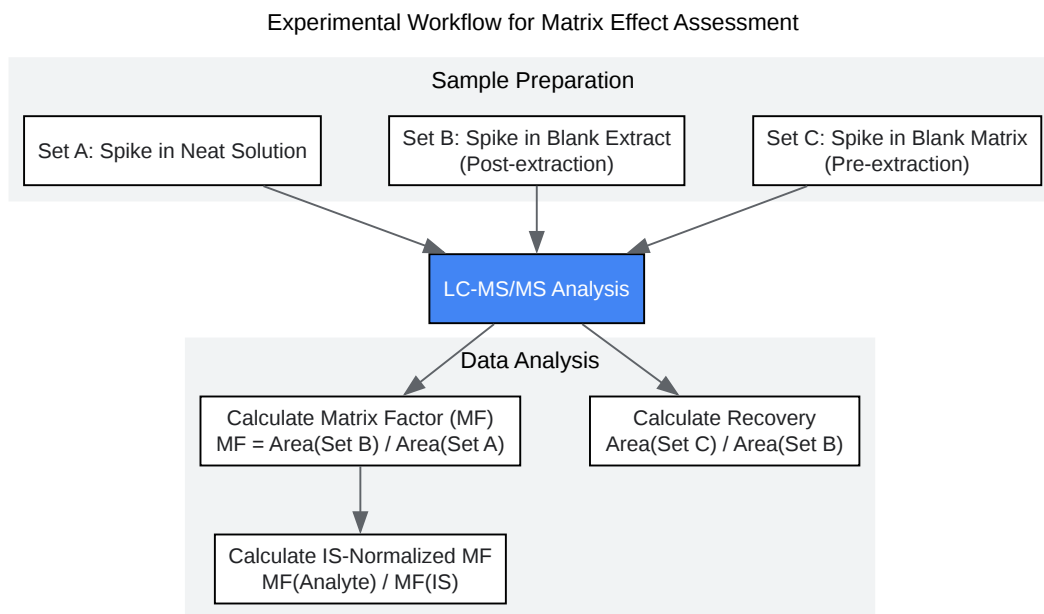 Experimental Workflow for Matrix Effect Assessment
Sample Preparation
Set A: Spike in Neat Solution
Set B: Spike in Blank Extract
(Post-extraction)
Set C: Spike in Blank Matrix
(Pre-extraction)
LC-MS/MS Analysis
Data Analysis
Calculate Matrix Factor (MF)
MF = Area(Set B) / Area(Set A)
Calculate Recovery
Area(Set C) / Area(Set B)
Calculate IS-Normalized MF
MF(Analyte) / MF(IS)